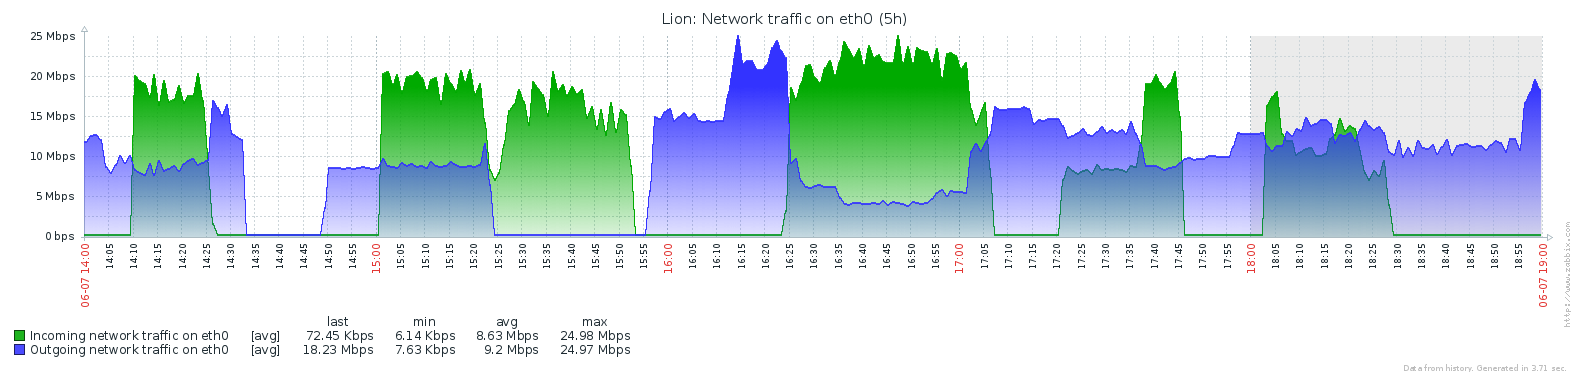 Lion: Network traffic on eth0 (5h)
25 Mbps
20 Mbps
15 Mbps
10 Mbps
5 Mbps
0 bps
06-07 14:00 14:05 14:10 14:15 14:20 14:25 14:30 14:35 14:40 14:45 14:50 14:55 15:00 15:05 15:10 15:15 15:20 15:25 15:30 15:35 15:40 15:45 15:50 15:55 16:00 16:05 16:10 16:15 16:20 16:25 16:30 16:35 16:40 16:45 16:50 16:55 17:00 17:05 17:10 17:15 17:20 17:25 17:30 17:35 17:40 17:45 17:50 17:55 18:00 18:05 18:10 18:15 18:20 18:25 18:30 18:35 18:40 18:45 18:50 18:55 06-07 19:00
http://www.zabbix.com
last min avg max
Incoming network traffic on eth0 [avg] 72.45 Kbps 6.14 Kbps 8.63 Mbps 24.98 Mbps
Outgoing network traffic on eth0 [avg] 18.23 Mbps 7.63 Kbps 9.2 Mbps 24.97 Mbps
Data from history. Generated in 3.71 sec.